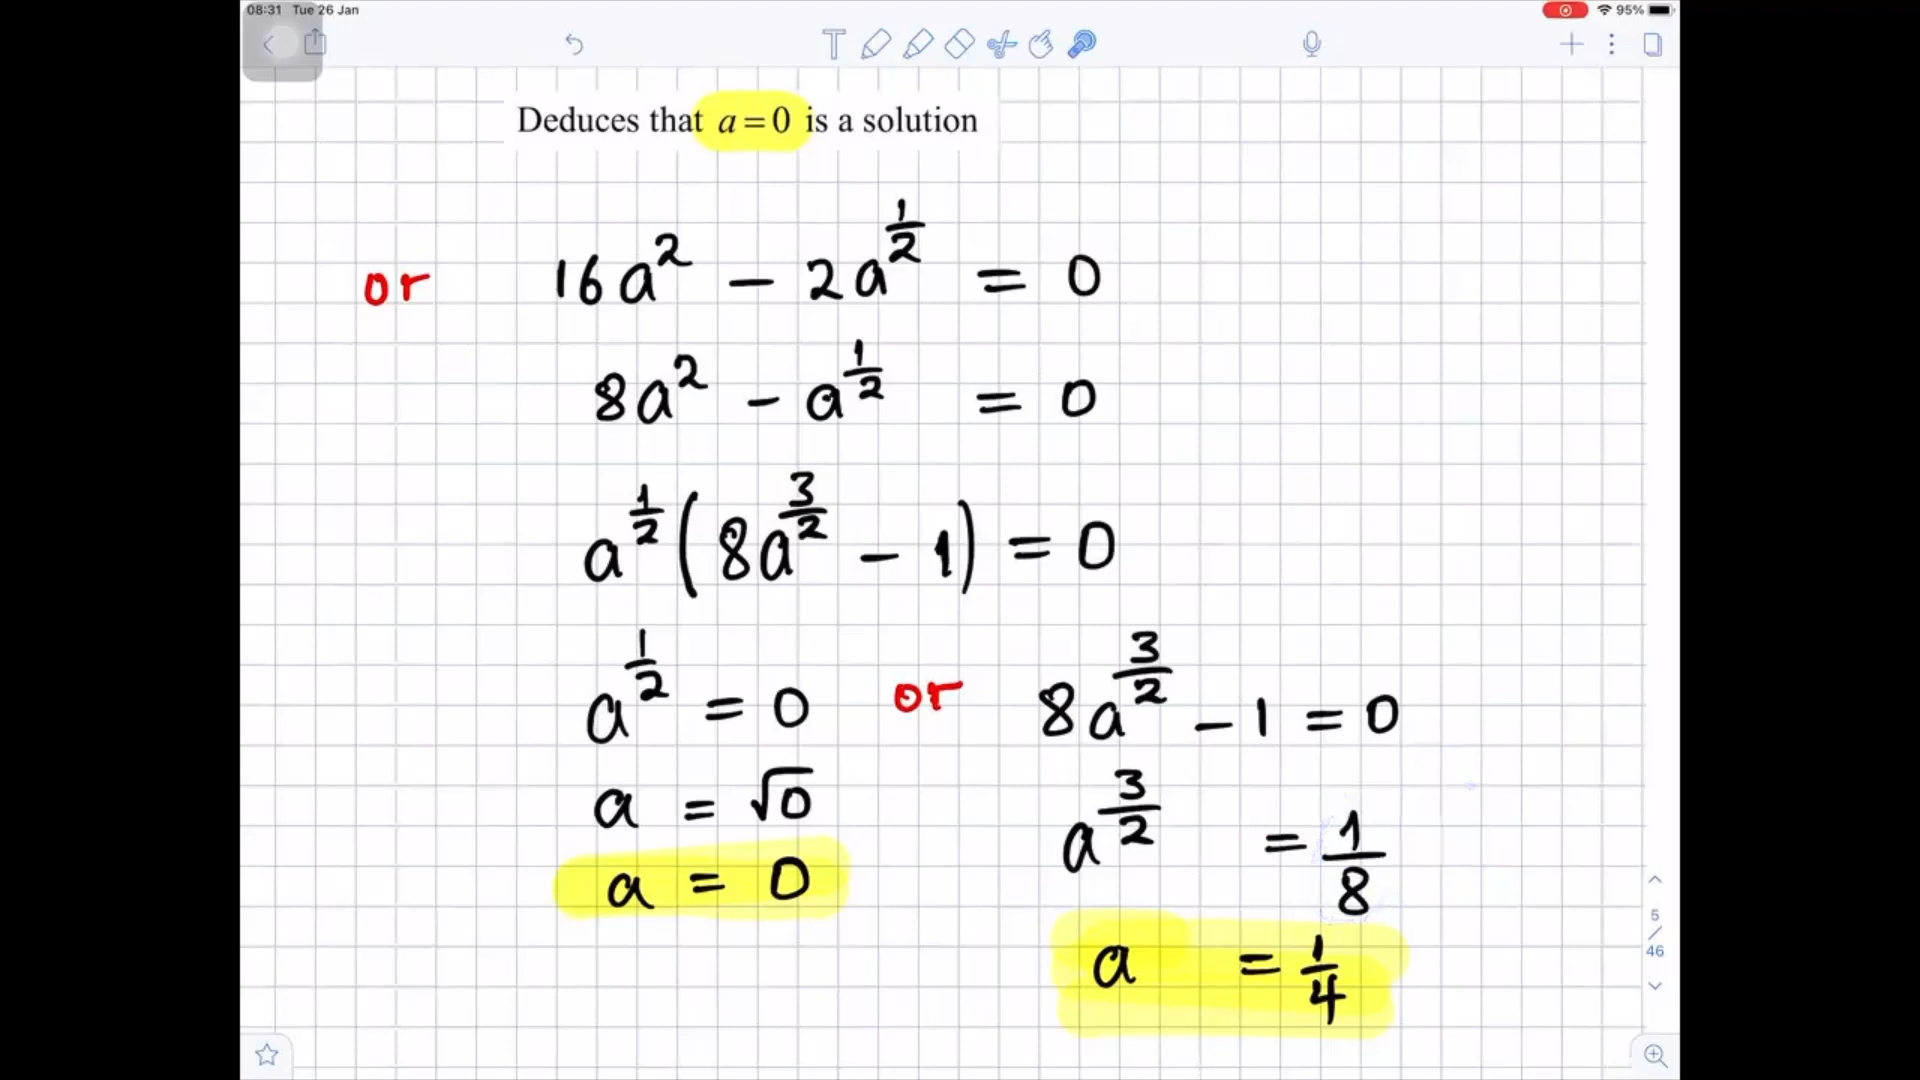 08:31 Tue 26 Jan
95%
T
Deduces that a = 0 is a solution
or 16a^2 - 2a^{1/2} = 0
8a^2 - a^{1/2} = 0
a^{1/2}(8a^{3/2} - 1) = 0
a^{1/2} = 0 or 8a^{3/2} - 1 = 0
a = √0 a^{3/2} = 1/8
a = 0
a = 1/4
5
/
46